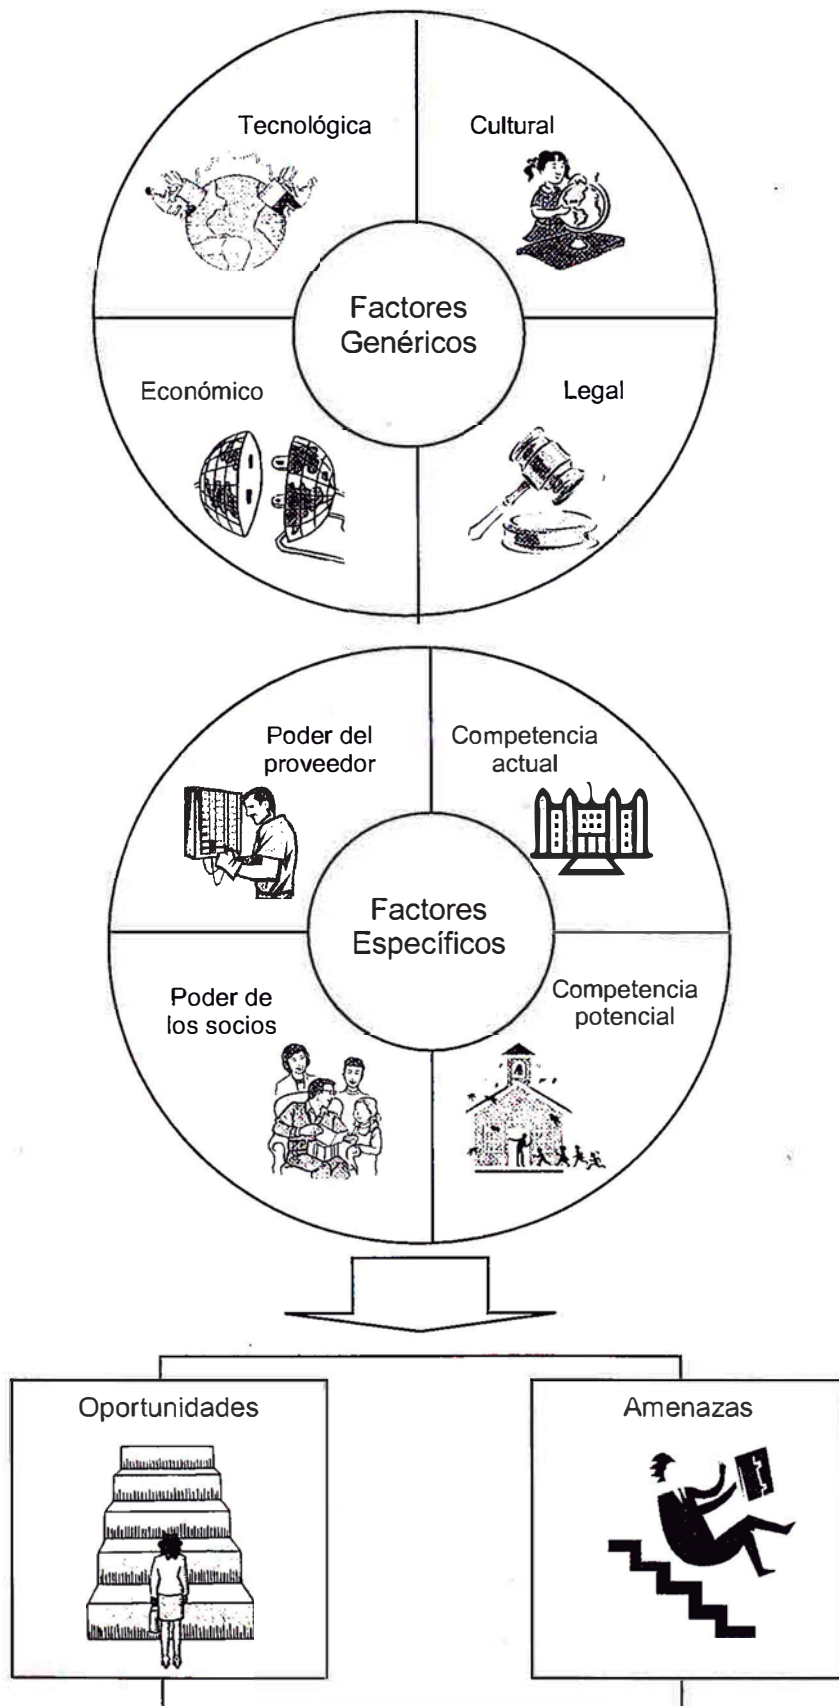 Tecnológica
Cultural
Factores
Genéricos
Económico
Legal
Poder del
proveedor
Competencia
actual
Factores
Específicos
Poder de
los socios
Competencia
potencial
Oportunidades
Amenazas